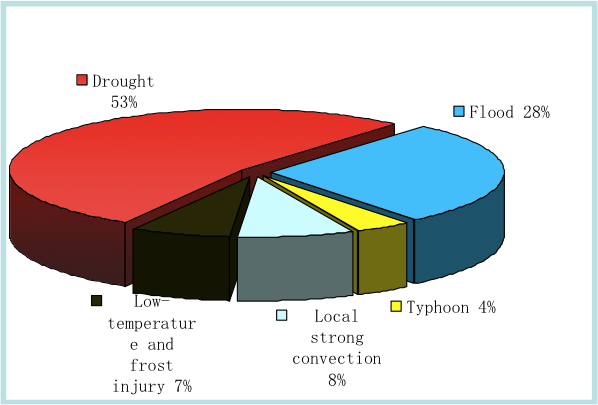 Drought
53%
Flood 28%
Low-
temperatur
e and
frost
injury 7%
Local
strong
convection
8%
Typhoon 4%